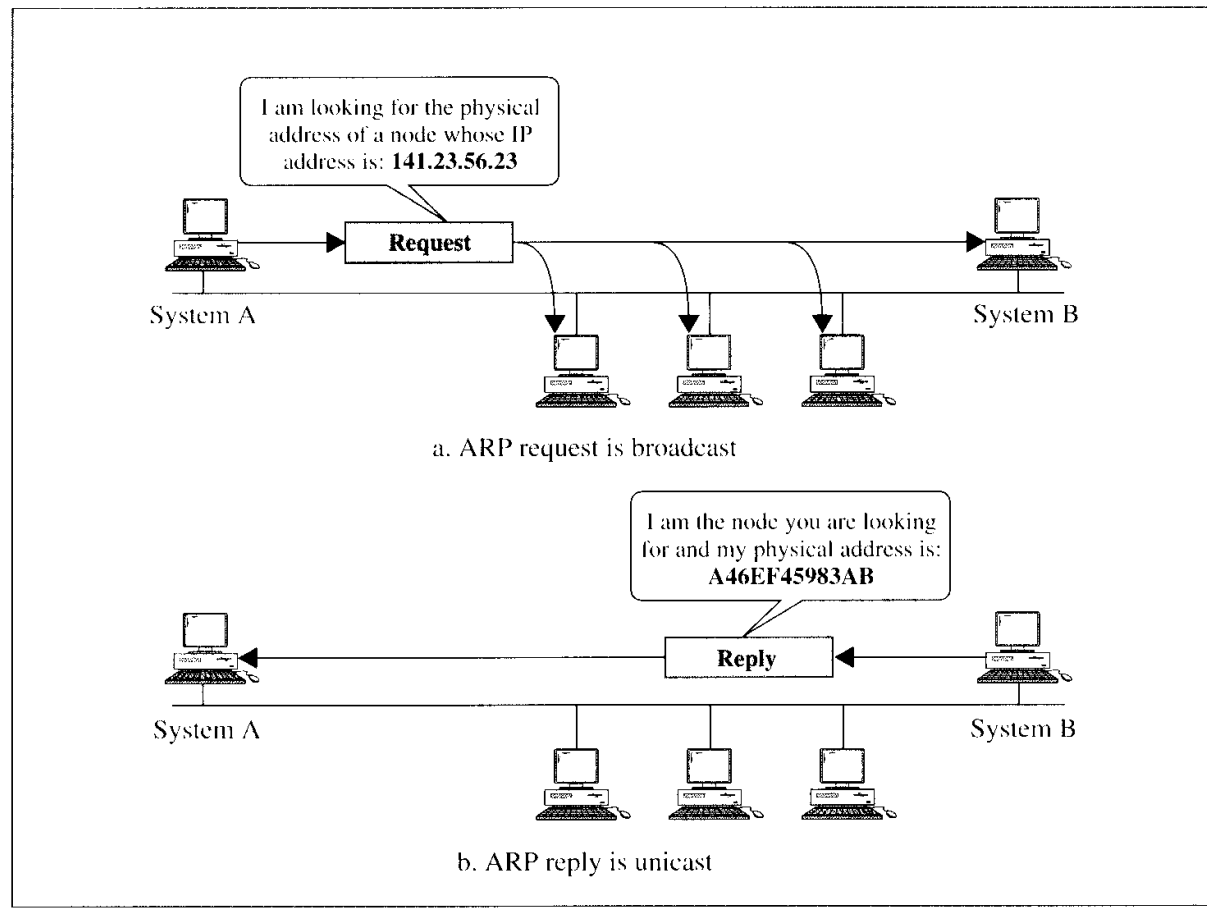 I am looking for the physical
address of a node whose IP
address is: 141.23.56.23
Request
System A
System B
a. ARP request is broadcast
I am the node you are looking
for and my physical address is:
A46EF45983AB
Reply
System A
System B
b. ARP reply is unicast